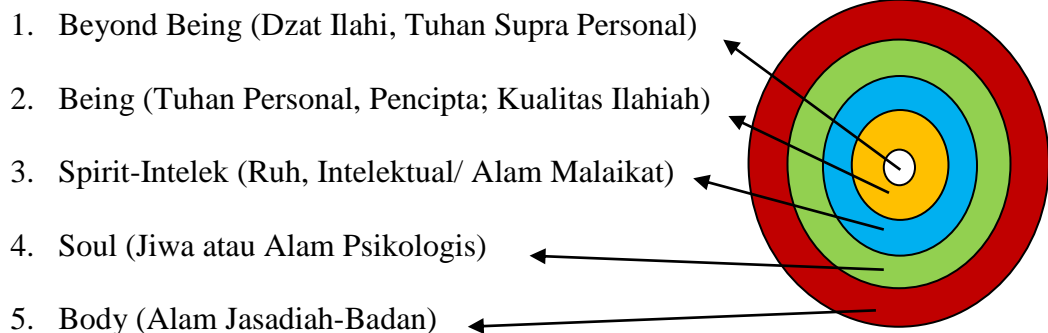 1. Beyond Being (Dzat Ilahi, Tuhan Supra Personal)
2. Being (Tuhan Personal, Pencipta; Kualitas Ilahiah)
3. Spirit-Intelek (Ruh, Intelektual/ Alam Malaikat)
4. Soul (Jiwa atau Alam Psikologis)
5. Body (Alam Jasadiah-Badan)